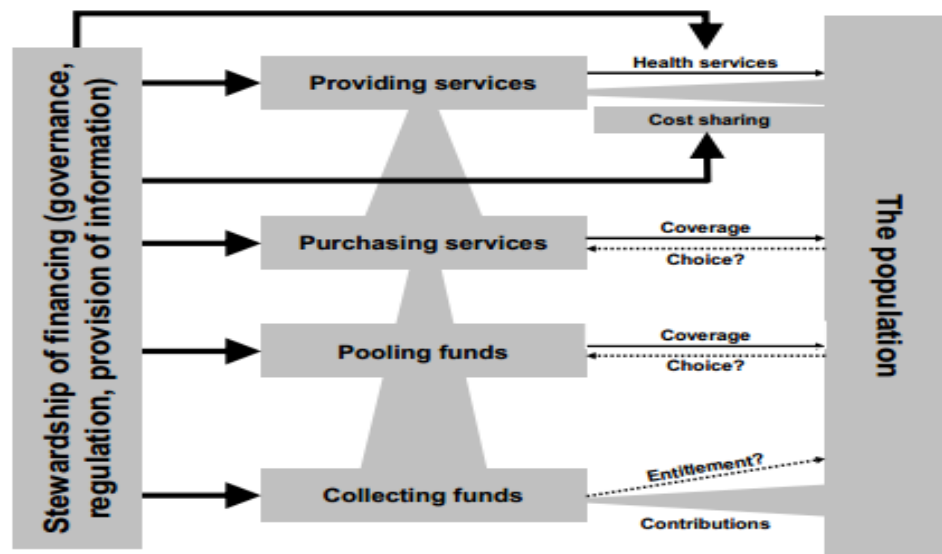 Stewardship of financing (governance,
regulation, provision of information)
Providing services
Health services
Cost sharing
Purchasing services
Coverage
Choice?
Pooling funds
Coverage
Choice?
Collecting funds
Entitlement?
Contributions
The population